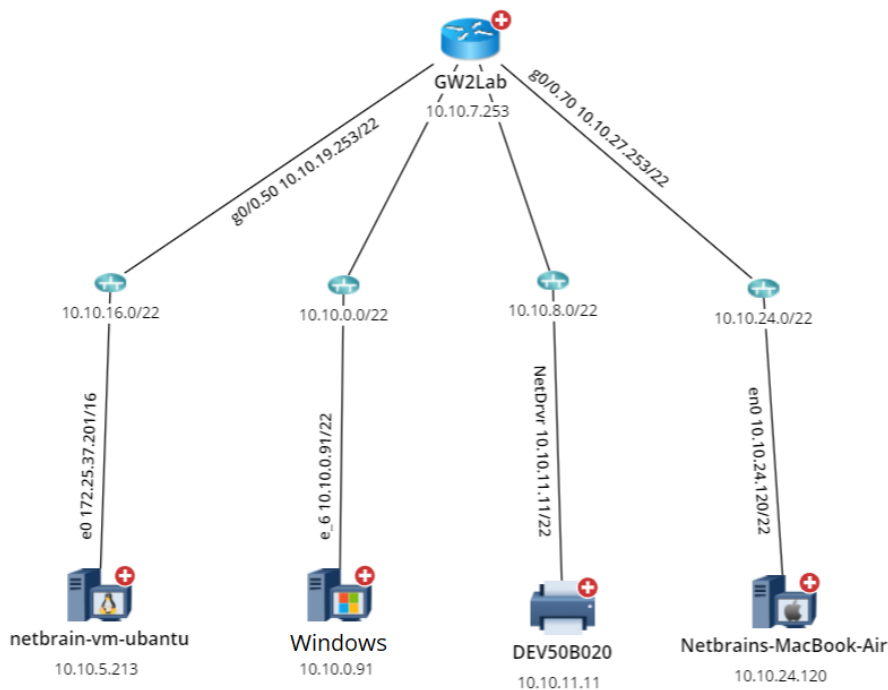 GW2Lab
10.10.7.253
g0/0.50 10.10.19.253/22
g0/0.70 10.10.27.253/22
10.10.16.0/22
10.10.0.0/22
10.10.8.0/22
10.10.24.0/22
e0 172.25.37.201/16
e_6 10.10.0.91/22
NetDrvr 10.10.11.11/22
en0 10.10.24.120/22
netbrain-vm-ubantu
10.10.5.213
Windows
10.10.0.91
DEV50B020
10.10.11.11
Netbrains-MacBook-Air
10.10.24.120